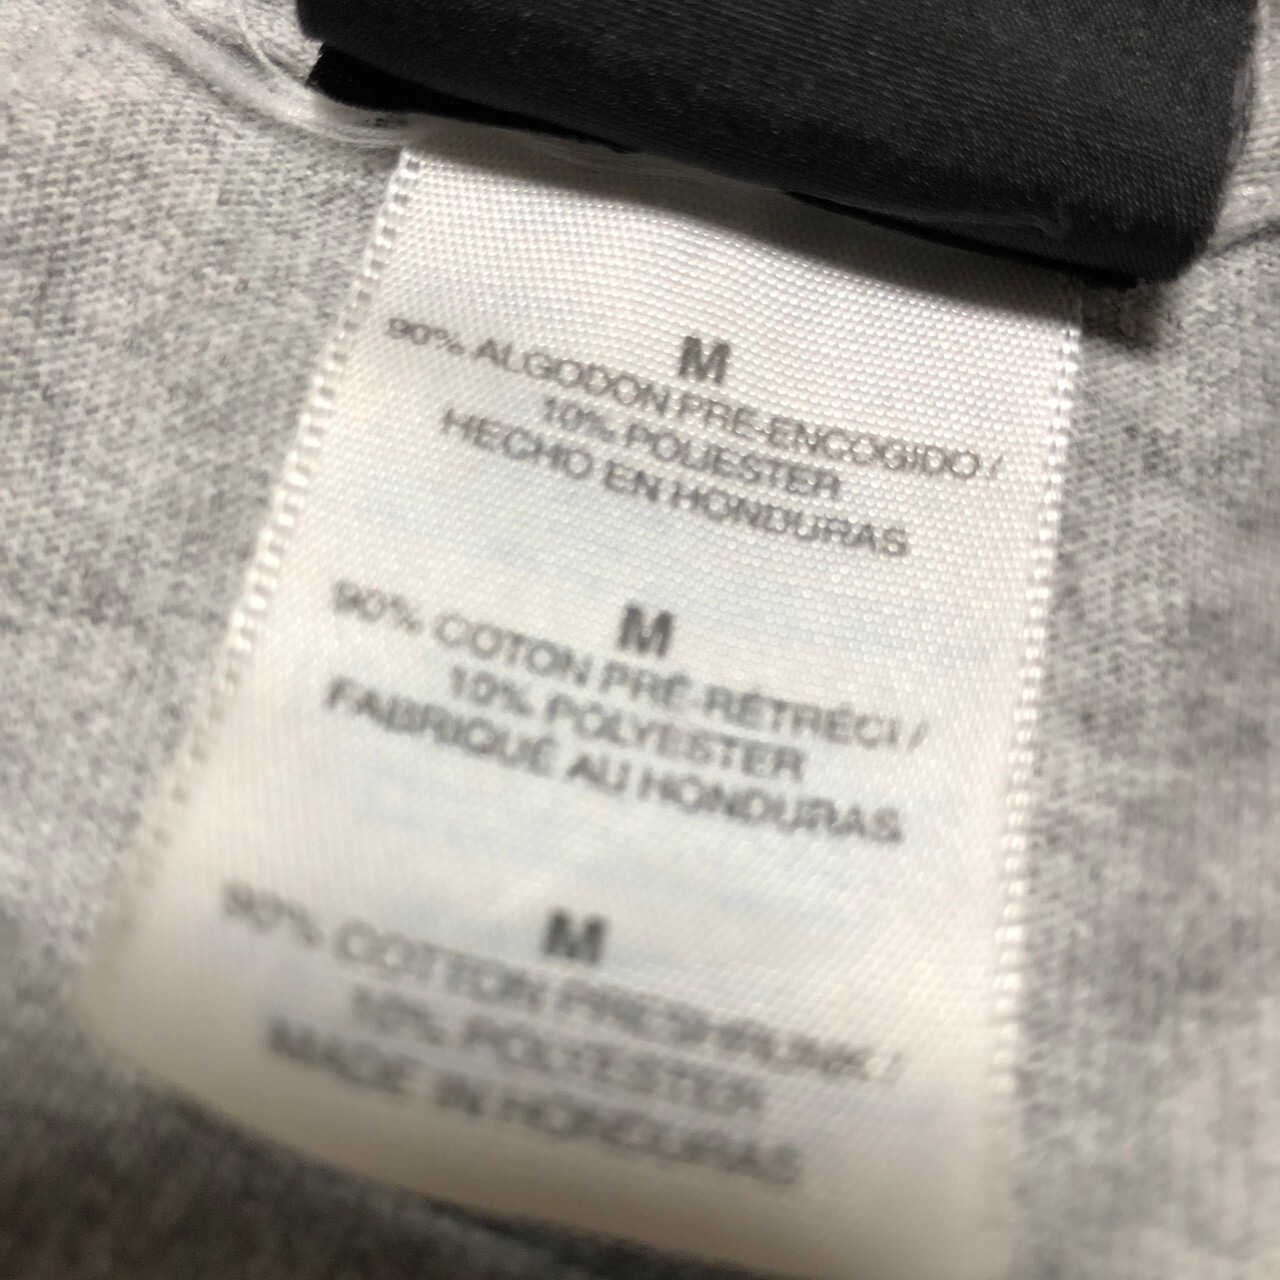 M
90% ALGODON PRE-ENCOGIDO /
10% POLIESTER
HECHO EN HONDURAS
M
90% COTON PRÉ-RÉTRÉCI /
10% POLYESTER
FABRIQUÉ AU HONDURAS
M
90% COTTON PRESHRUNK /
10% POLYESTER
MADE IN HONDURAS